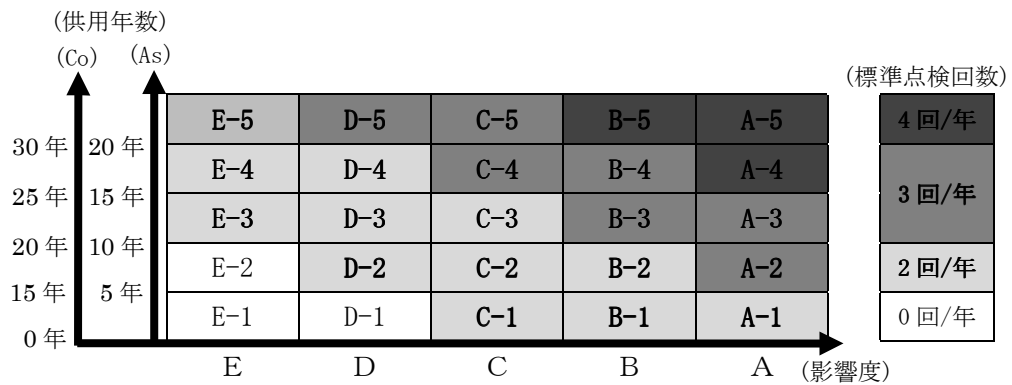 (供用年数)
(Co) (As)
(標準点検回数)
E-5 D-5 C-5 B-5 A-5 4回/年
30年 20年
E-4 D-4 C-4 B-4 A-4
25年 15年 3回/年
E-3 D-3 C-3 B-3 A-3
20年 10年
E-2 D-2 C-2 B-2 A-2 2回/年
15年 5年
E-1 D-1 C-1 B-1 A-1 0回/年
0年
E D C B A (影響度)